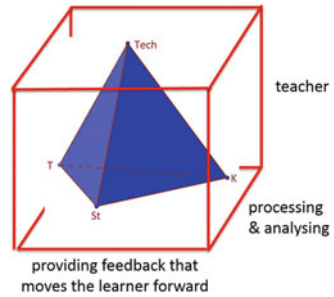 Tech
teacher
T
K
St
processing
& analysing
providing feedback that
moves the learner forward